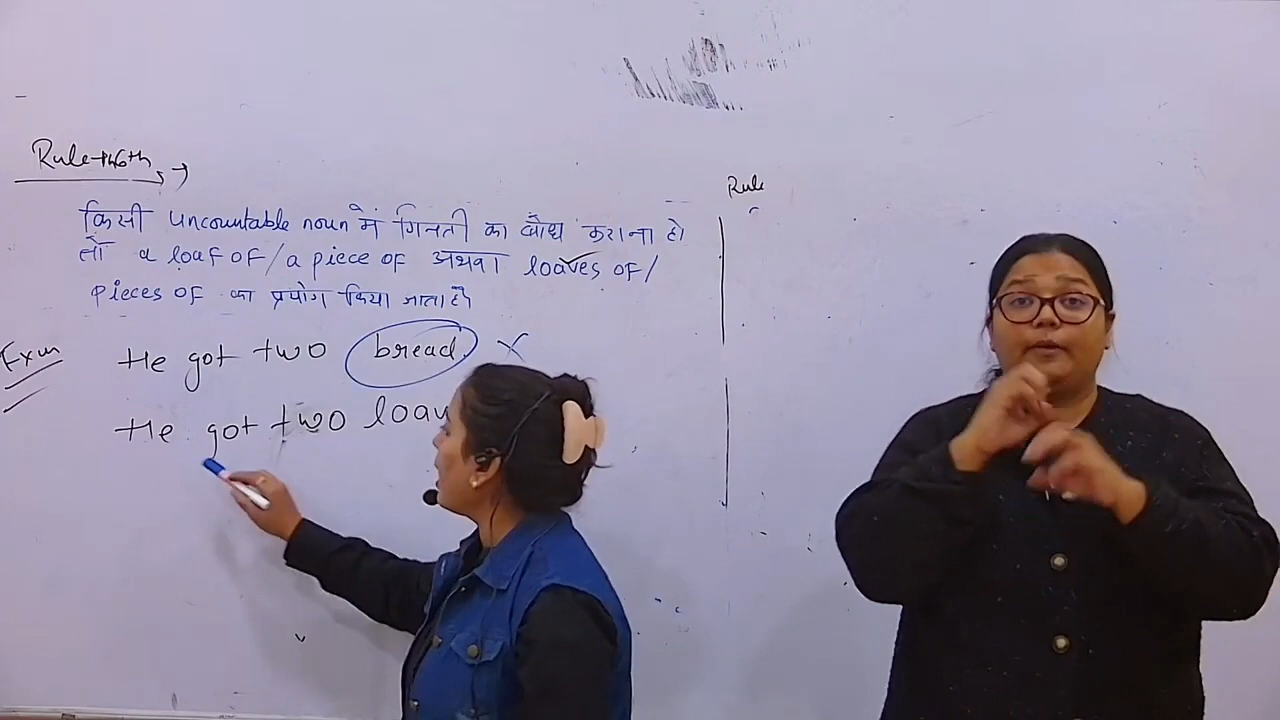 Rule-16th →
किसी uncountable noun में गिनती का बोध कराना हो
तो a loaf of / a piece of अथवा loaves of /
pieces of का प्रयोग किया जाता है।
Exm
He got two bread. ×
He got two loav
Rule